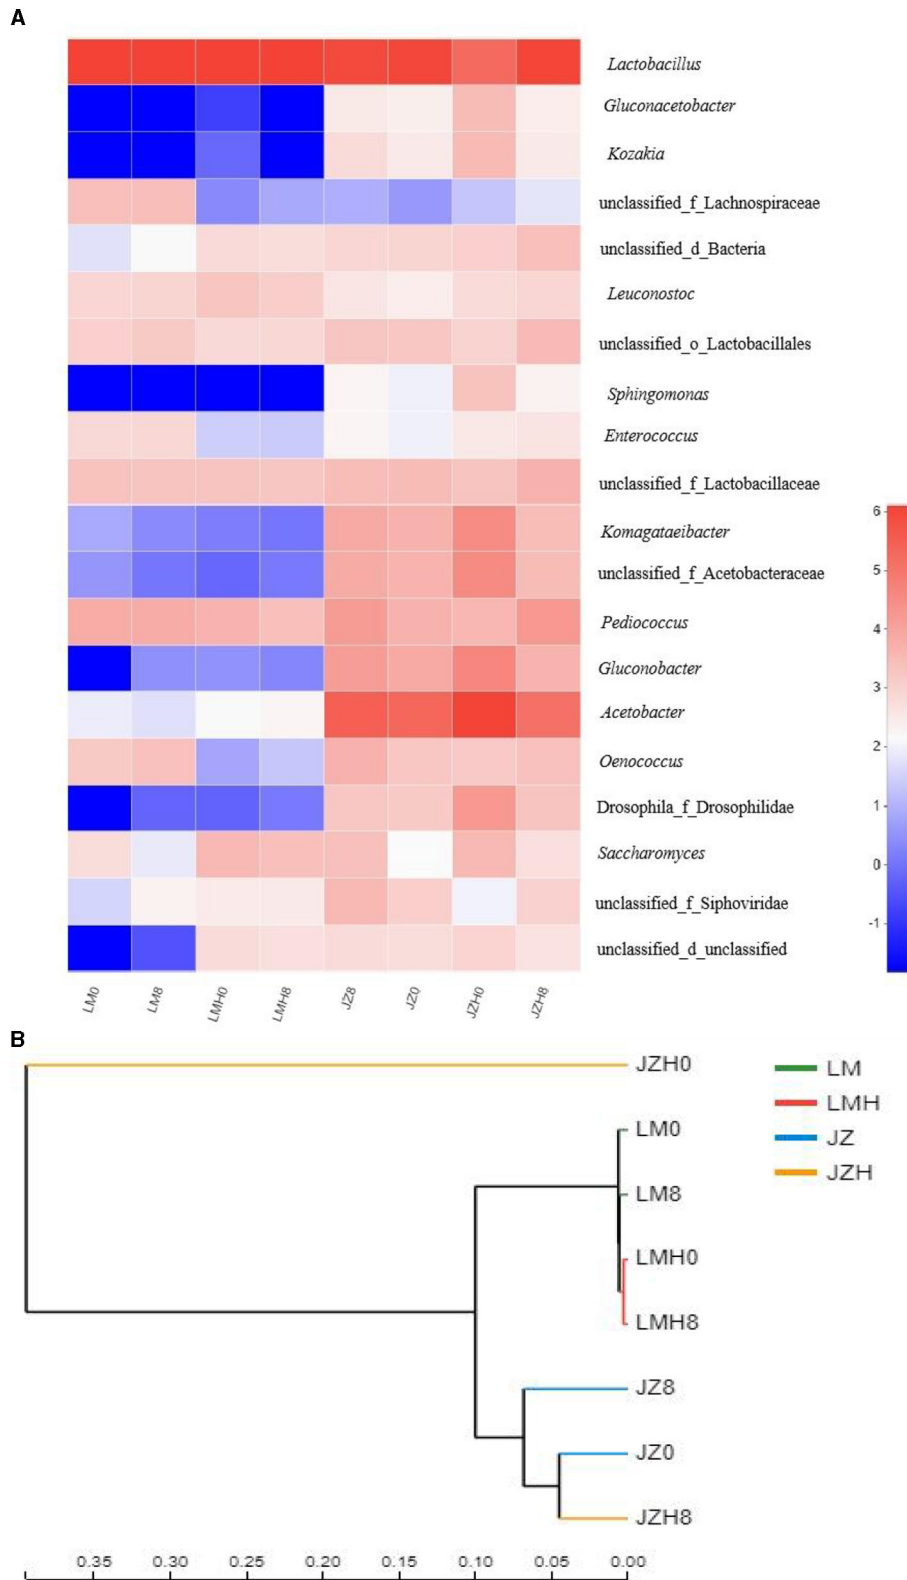 A
Lactobacillus
Gluconacetobacter
Kozakia
unclassified_f_Lachnospiraceae
unclassified_d_Bacteria
Leuconostoc
unclassified_o_Lactobacillales
Sphingomonas
Enterococcus
unclassified_f_Lactobacillaceae
Komagataeibacter
unclassified_f_Acetobacteraceae
Pediococcus
Gluconobacter
Acetobacter
Oenococcus
Drosophila_f_Drosophilidae
Saccharomyces
unclassified_f_Siphoviridae
unclassified_d_unclassified
6
5
4
3
2
1
0
-1
LM0 LM8 LMH0 LMH8 JZ8 JZ0 JZH0 JZH8
B
JZH0
LM0
LM8
LMH0
LMH8
JZ8
JZ0
JZH8
LM
LMH
JZ
JZH
0.35 0.30 0.25 0.20 0.15 0.10 0.05 0.00